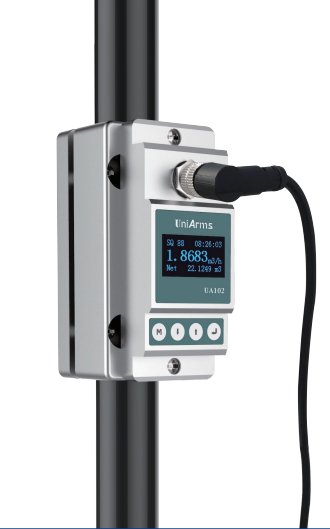 UniArms
SQ 88 08:26:03
1.8683m3/h
Net 22.1249 m3
UA102
M